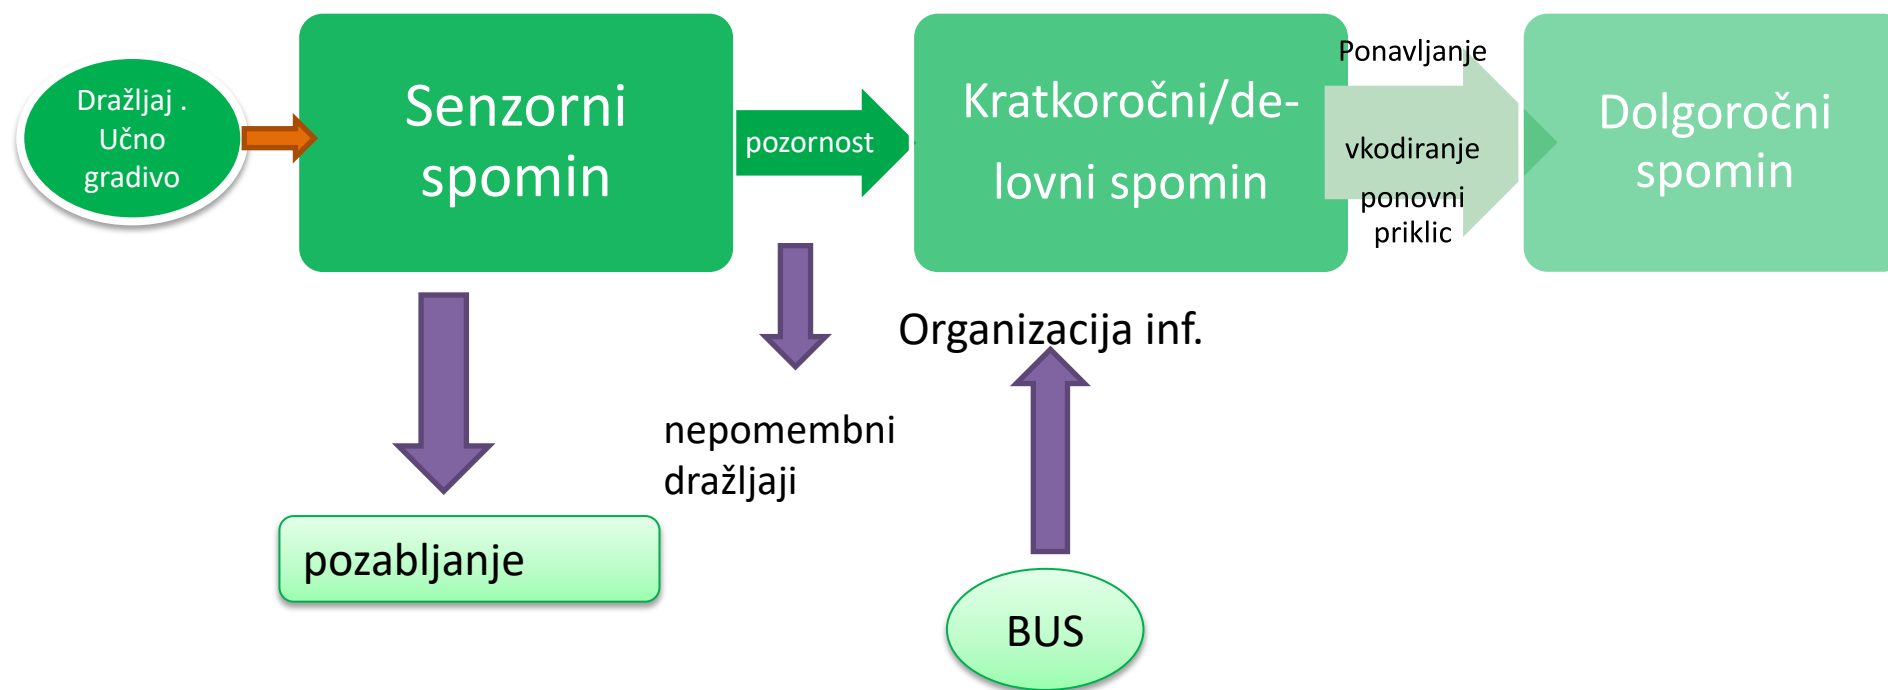 Dražljaj .
Učno
gradivo
Senzorni
spomin
pozornost
Kratkoročni/de-
lovni spomin
Ponavljanje
vkodiranje
ponovni
priklic
Dolgoročni
spomin
Organizacija inf.
nepomembni
dražljaji
pozabljanje
BUS